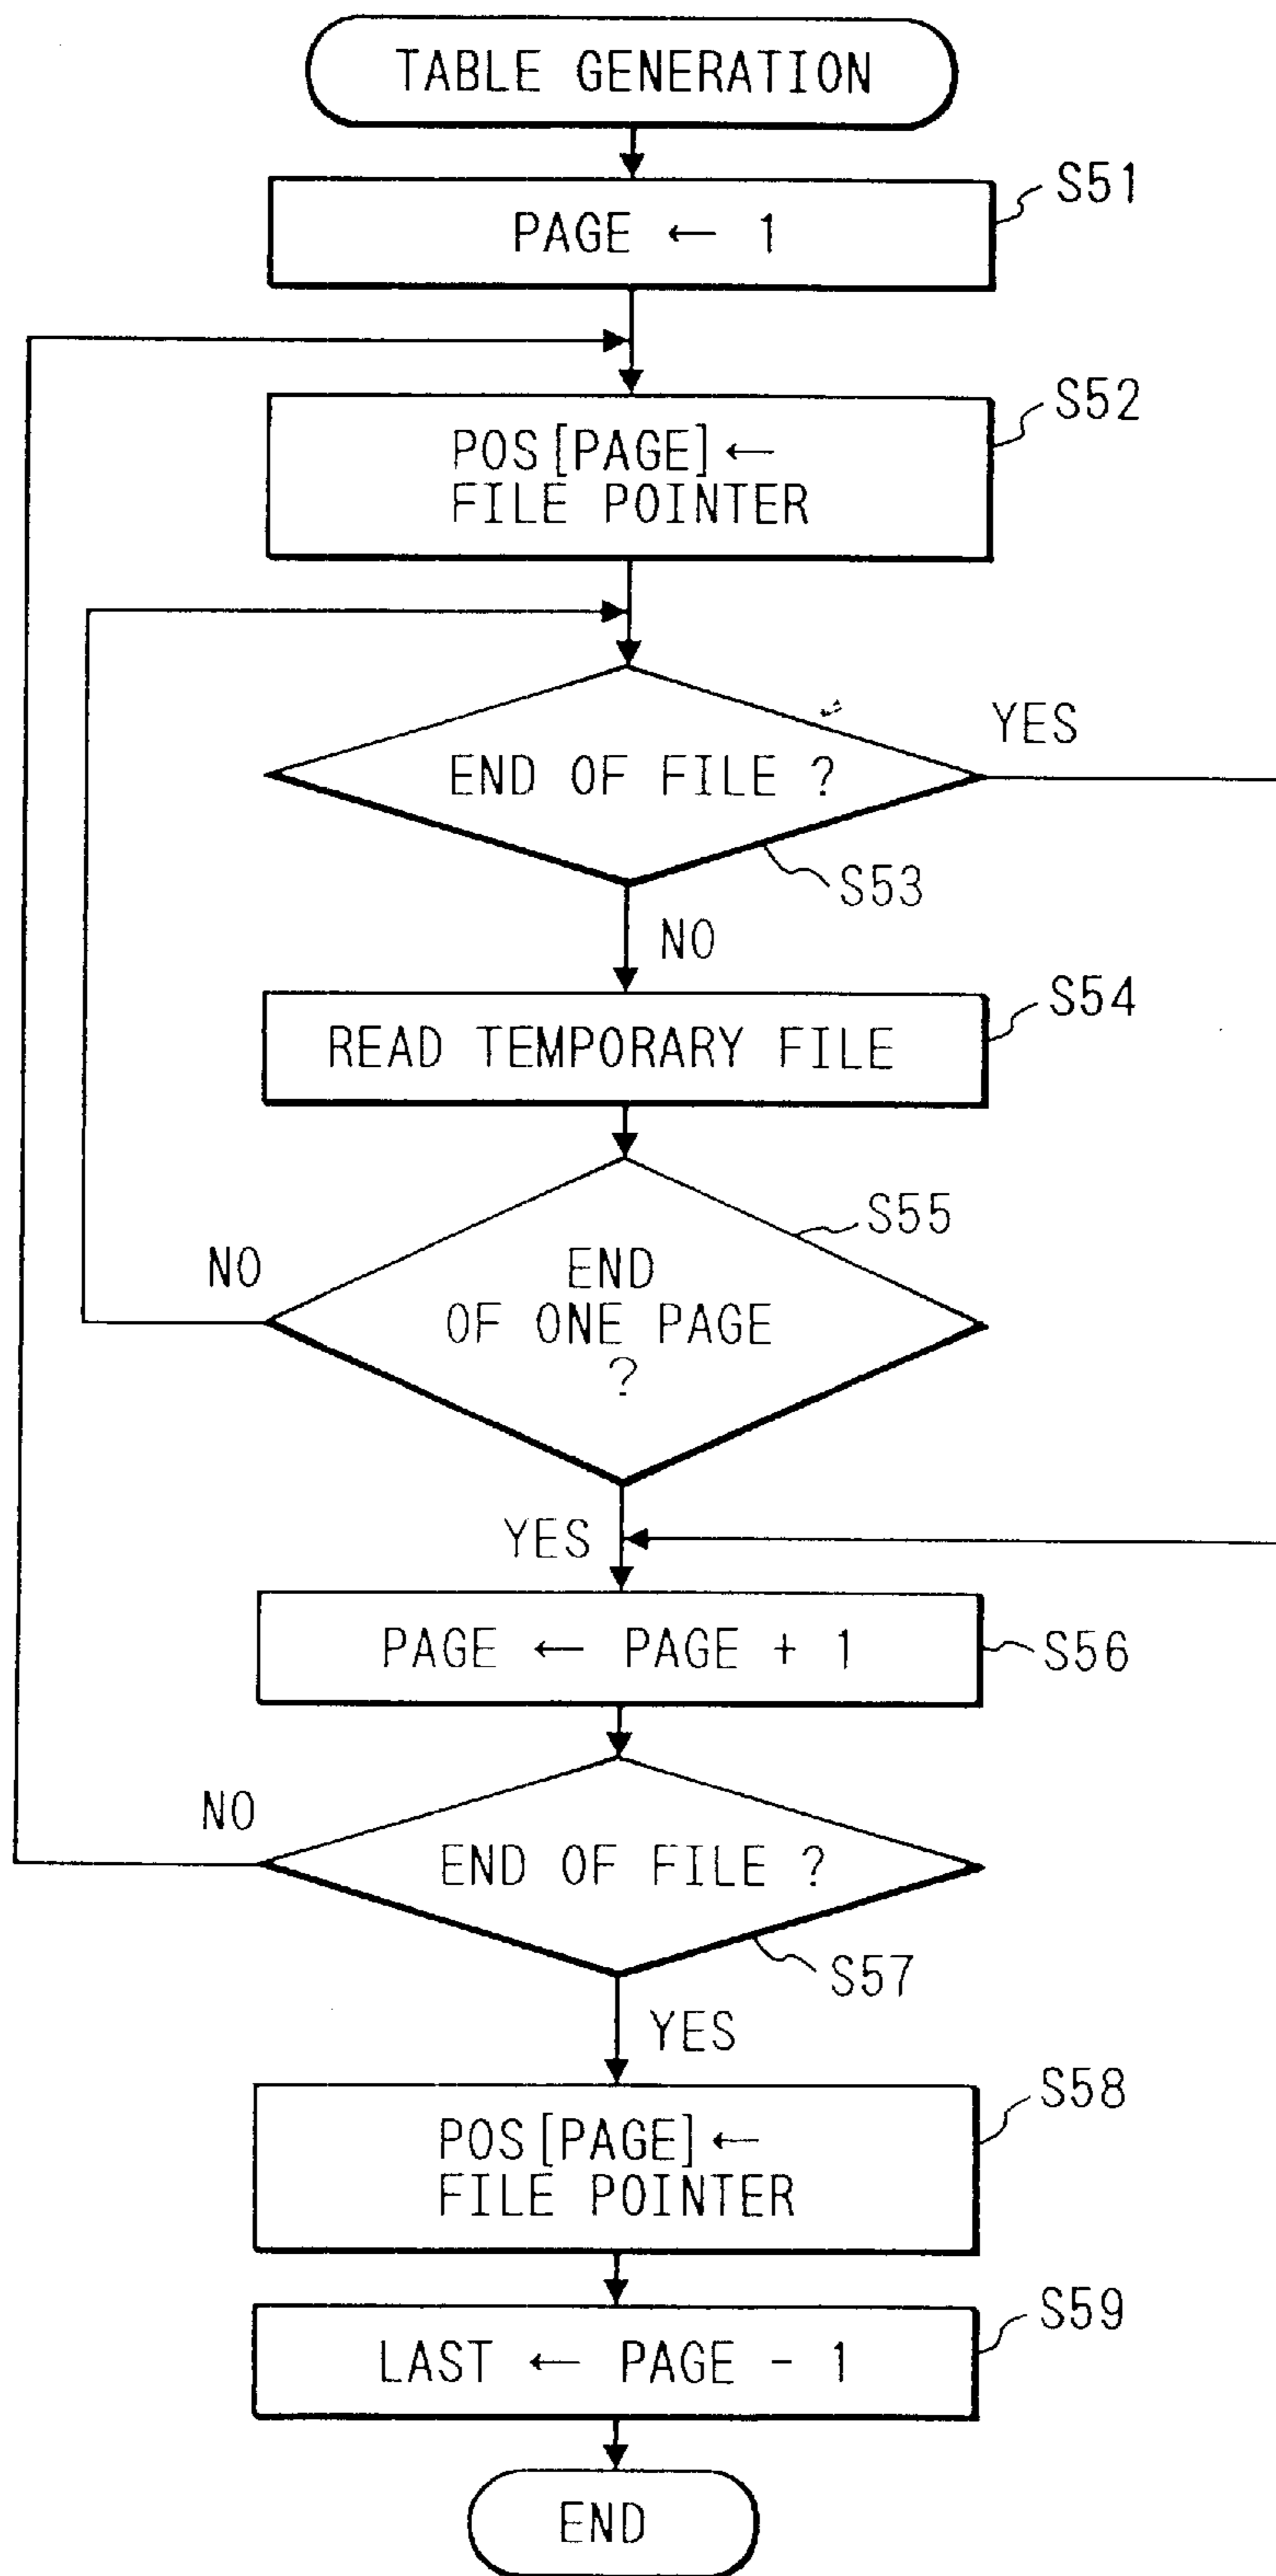 TABLE GENERATION
S51
PAGE ← 1
S52
POS[PAGE]←
FILE POINTER
YES
END OF FILE ?
S53
NO
S54
READ TEMPORARY FILE
S55
NO
END
OF ONE PAGE
?
YES
PAGE ← PAGE + 1
S56
NO
END OF FILE ?
S57
YES
S58
POS[PAGE]←
FILE POINTER
S59
LAST ← PAGE - 1
END